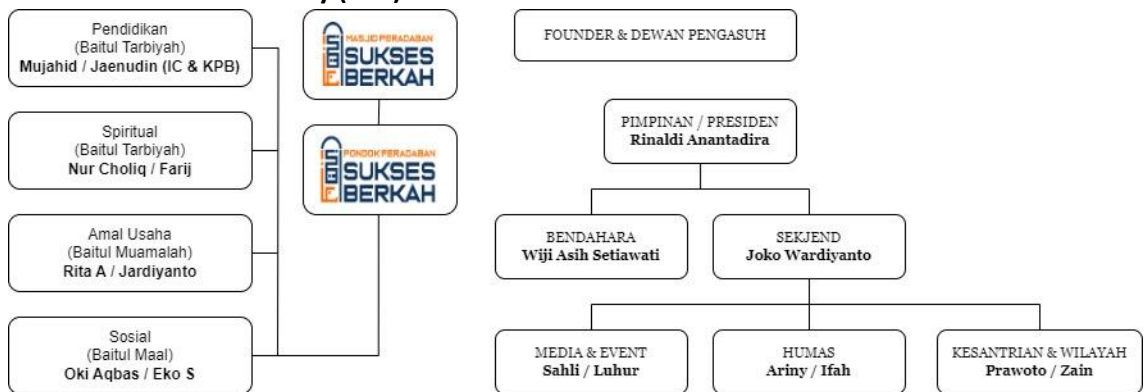 Pendidikan
(Baitul Tarbiyah)
Mujahid / Jaenudin (IC & KPB)
Spiritual
(Baitul Tarbiyah)
Nur Choliq / Farij
Amal Usaha
(Baitul Muamalah)
Rita A / Jardiyanto
Sosial
(Baitul Maal)
Oki Aqbas / Eko S
MASJID PERADABAN
SUKSES
BERKAH
PONDOK PERADABAN
SUKSES
BERKAH
FOUNDER & DEWAN PENGASUH
PIMPINAN / PRESIDEN
Rinaldi Anantadira
BENDAHARA
Wiji Asih Setiawati
SEKJEND
Joko Wardiyanto
MEDIA & EVENT
Sahli / Luhur
HUMAS
Ariny / Ifah
KESANTRIAN & WILAYAH
Prawoto / Zain